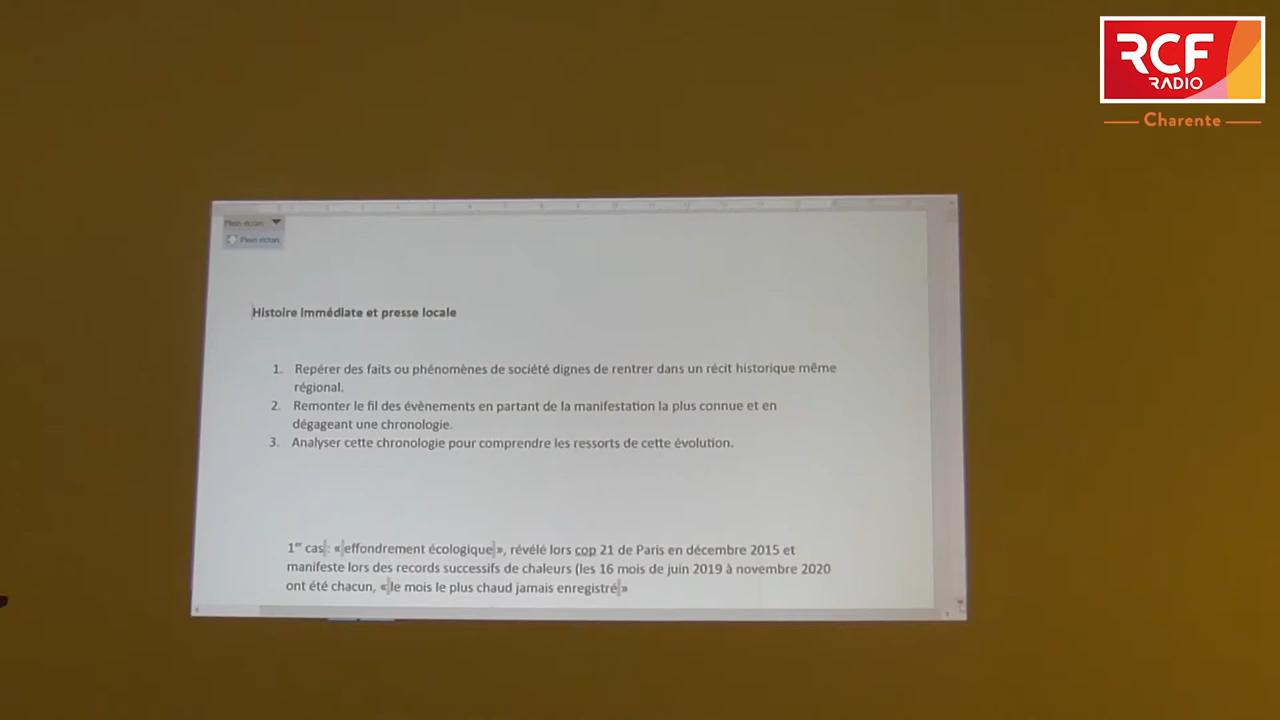 RCF
RADIO
Charente
Plein écran
Plein écran
Histoire immédiate et presse locale
1. Repérer des faits ou phénomènes de société dignes de rentrer dans un récit historique même
régional.
2. Remonter le fil des évènements en partant de la manifestation la plus connue et en
dégageant une chronologie.
3. Analyser cette chronologie pour comprendre les ressorts de cette évolution.
1er cas : « effondrement écologique », révélé lors cop 21 de Paris en décembre 2015 et
manifeste lors des records successifs de chaleurs (les 16 mois de juin 2019 à novembre 2020
ont été chacun, « le mois le plus chaud jamais enregistré »